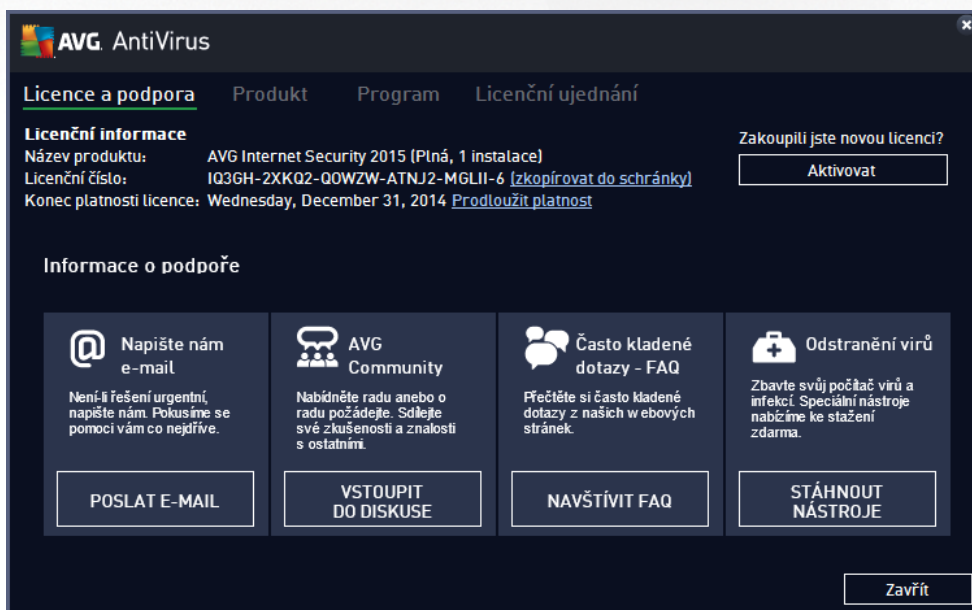 AVG. AntiVirus
Licence a podpora Produkt Program Licenční ujednání
Licenční informace
Název produktu: AVG Internet Security 2015 (Plná, 1 instalace)
Licenční číslo: IQ3GH-2XKQ2-QOWZW-ATNJ2-MGLII-6 (zkopírovat do schránky)
Konec platnosti licence: Wednesday, December 31, 2014 Prodloužit platnost
Zakoupili jste novou licenci?
Aktivovat
Informace o podpoře
Napište nám
e-mail
Není-li řešení urgentní,
napište nám. Pokusíme se
pomoci vám co nejdříve.
POSLAT E-MAIL
AVG
Community
Nabídněte radu anebo o
radu požádejte. Sdílejte
své zkušenosti a znalosti
s ostatními.
VSTOUPIT
DO DISKUSE
Často kladené
dotazy - FAQ
Přečtěte si často kladené
dotazy z našich webových
stránek.
NAVŠTÍVIT FAQ
Odstranění virů
Zbavte svůj počítač virů a
infekcí. Speciální nástroje
nabízíme ke stažení
zdarma.
STÁHNOUT
NÁSTROJE
Zavřít